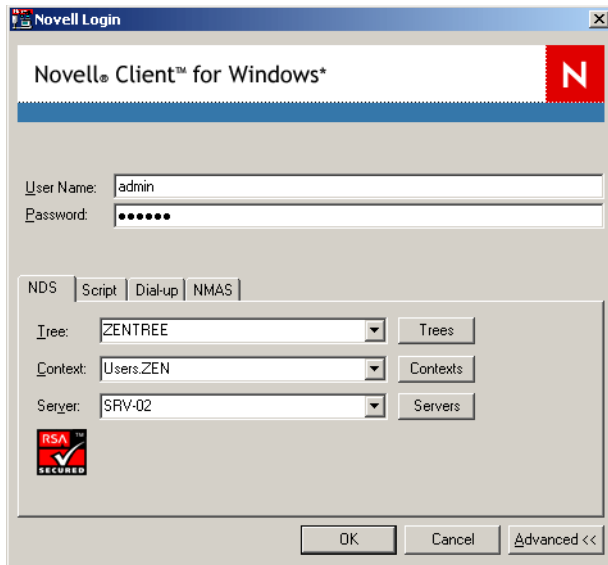 Novell Login
Novell® Client™ for Windows*
N
User Name: admin
Password: ●●●●●●
NDS Script Dial-up NMAS
Tree: ZENTREE Trees
Context: Users.ZEN Contexts
Server: SRV-02 Servers
RSA ™
SECURED
OK Cancel Advanced <<